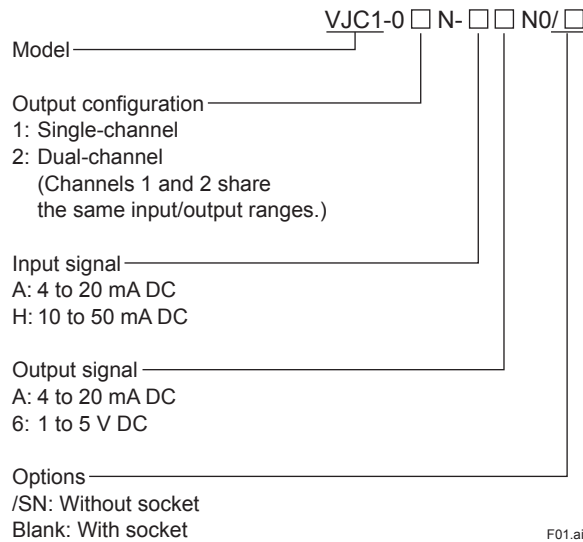 VJC1-0 □ N- □ □ N0/ □
Model
Output configuration
1: Single-channel
2: Dual-channel
(Channels 1 and 2 share
the same input/output ranges.)
Input signal
A: 4 to 20 mA DC
H: 10 to 50 mA DC
Output signal
A: 4 to 20 mA DC
6: 1 to 5 V DC
Options
/SN: Without socket
Blank: With socket
F01.ai